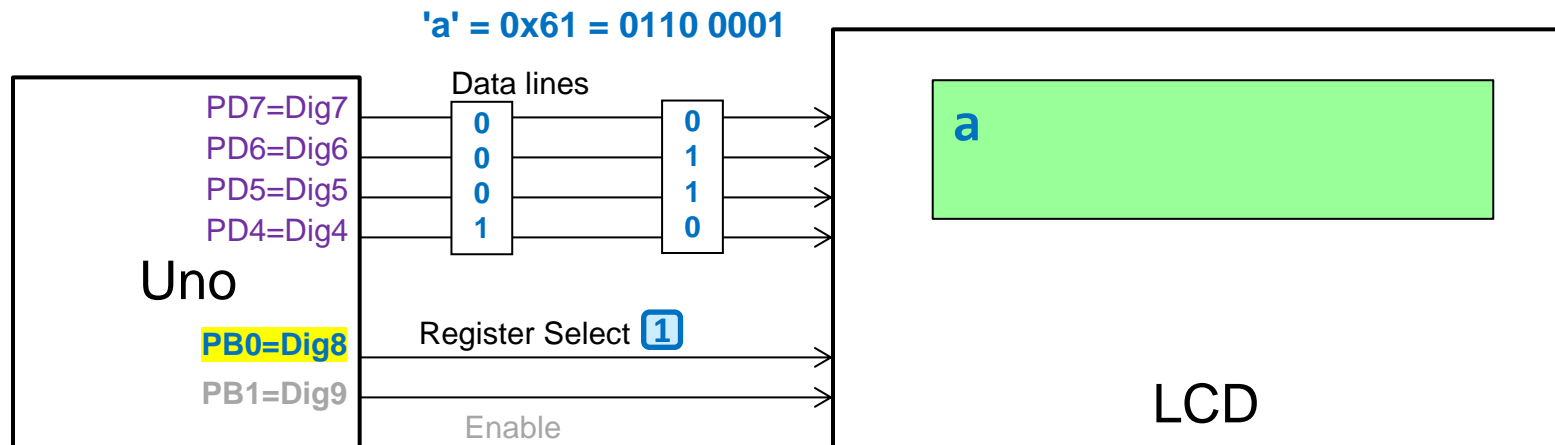 'a' = 0x61 = 0110 0001
Data lines
PD7=Dig7
PD6=Dig6
PD5=Dig5
PD4=Dig4
0
0
0
1
0
1
1
0
a
Uno
PB0=Dig8
Register Select 1
PB1=Dig9
Enable
LCD